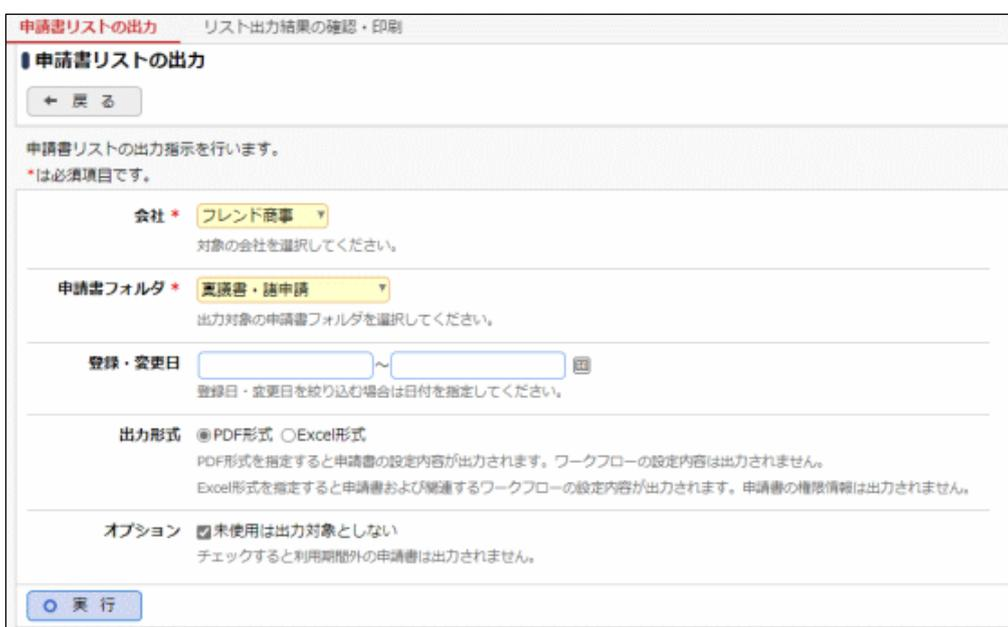 申請書リストの出力 リスト出力結果の確認・印刷
申請書リストの出力
← 戻 る
申請書リストの出力指示を行います。
*は必須項目です。
会社 * フレンド商事
対象の会社を選択してください。
申請書フォルダ * 稟議書・諸申請
出力対象の申請書フォルダを選択してください。
登録・変更日 ～
登録日・変更日を絞り込む場合は日付を指定してください。
出力形式 PDF形式 Excel形式
PDF形式を指定すると申請書の設定内容が出力されます。ワークフローの設定内容は出力されません。
Excel形式を指定すると申請書および関連するワークフローの設定内容が出力されます。申請書の権限情報は出力されません。
オプション 未使用は出力対象としない
チェックすると利用期間外の申請書は出力されません。
実 行